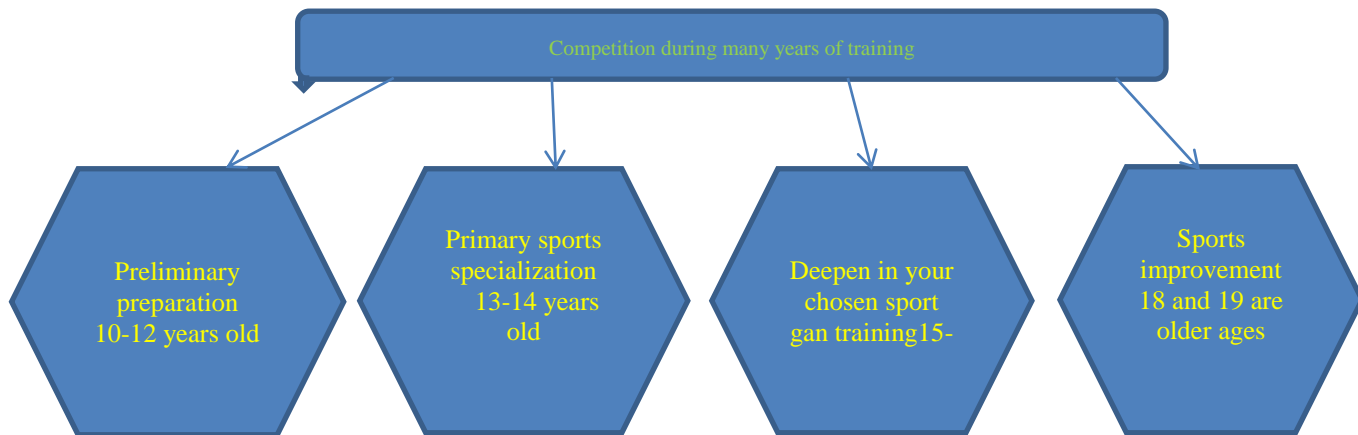 Competition during many years of training
Preliminary
preparation
10-12 years old
Primary sports
specialization
13-14 years
old
Deepen in your
chosen sport
gan training15-
Sports
improvement
18 and 19 are
older ages